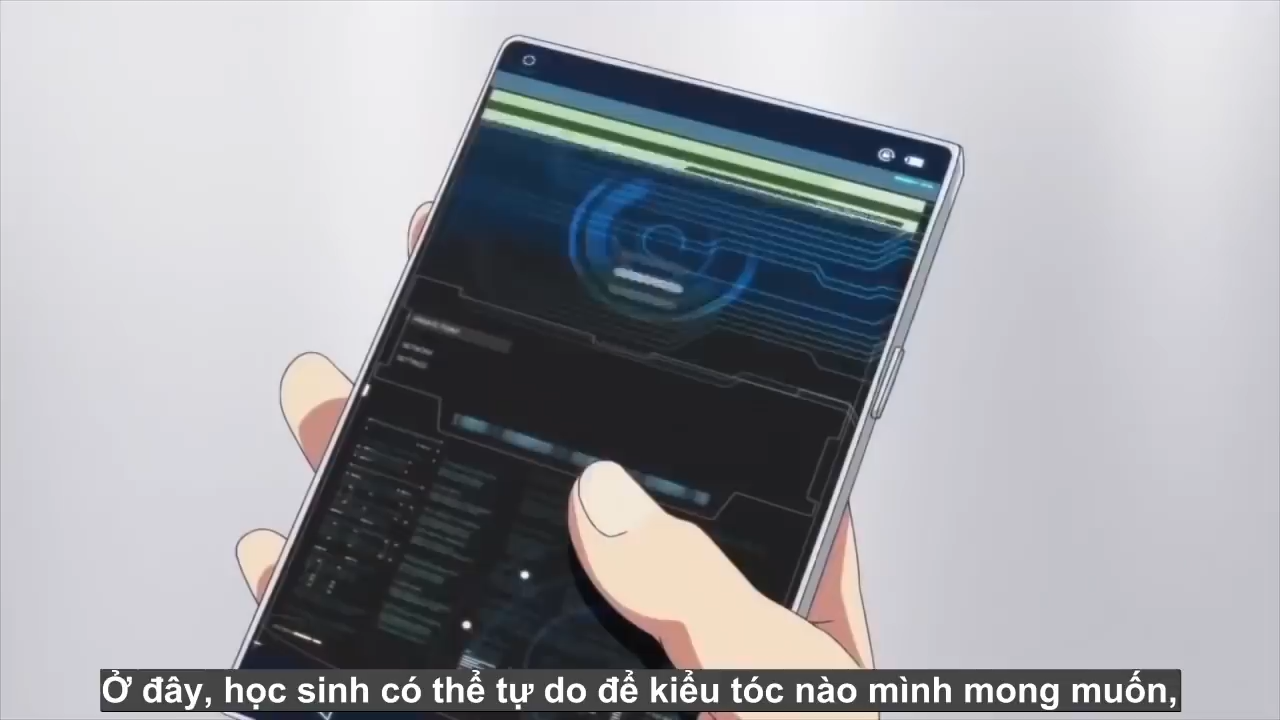 Ở đây, học sinh có thể tự do để kiểu tóc nào mình mong muốn,